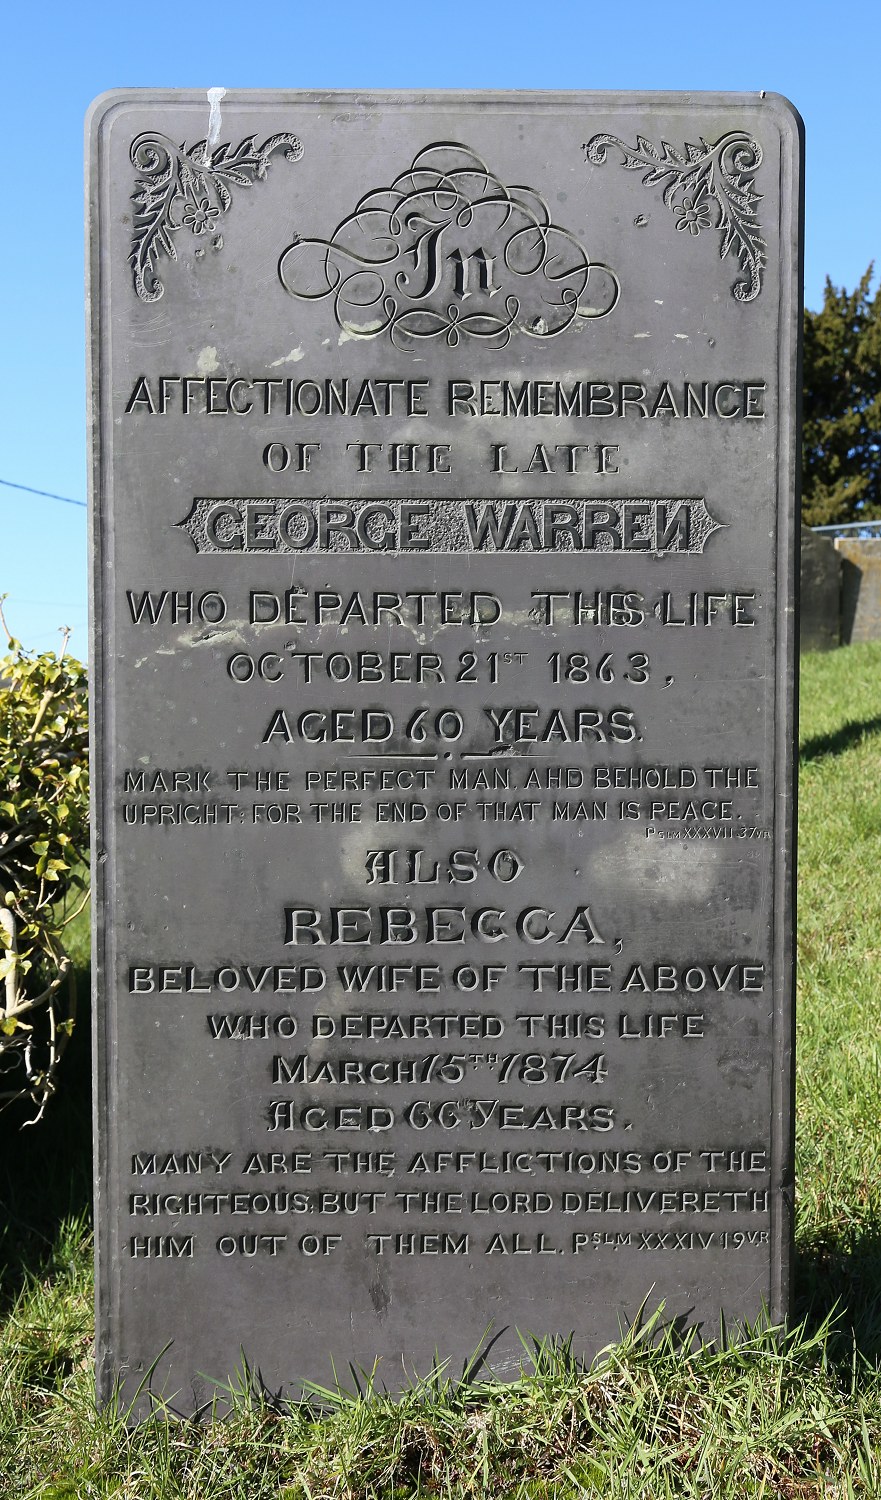 In
AFFECTIONATE REMEMBRANCE
OF THE LATE
GEORGE WARREN
WHO DEPARTED THIS LIFE
OCTOBER 21ST 1863,
AGED 60 YEARS.
MARK THE PERFECT MAN. AND BEHOLD THE
UPRIGHT: FOR THE END OF THAT MAN IS PEACE.
PSLM XXXVII 37VR
ALSO
REBECCA,
BELOVED WIFE OF THE ABOVE
WHO DEPARTED THIS LIFE
MARCH 15TH 1874
AGED 66 YEARS.
MANY ARE THE AFFLICTIONS OF THE
RIGHTEOUS: BUT THE LORD DELIVERETH
HIM OUT OF THEM ALL. PSLM XXXIV 19VR